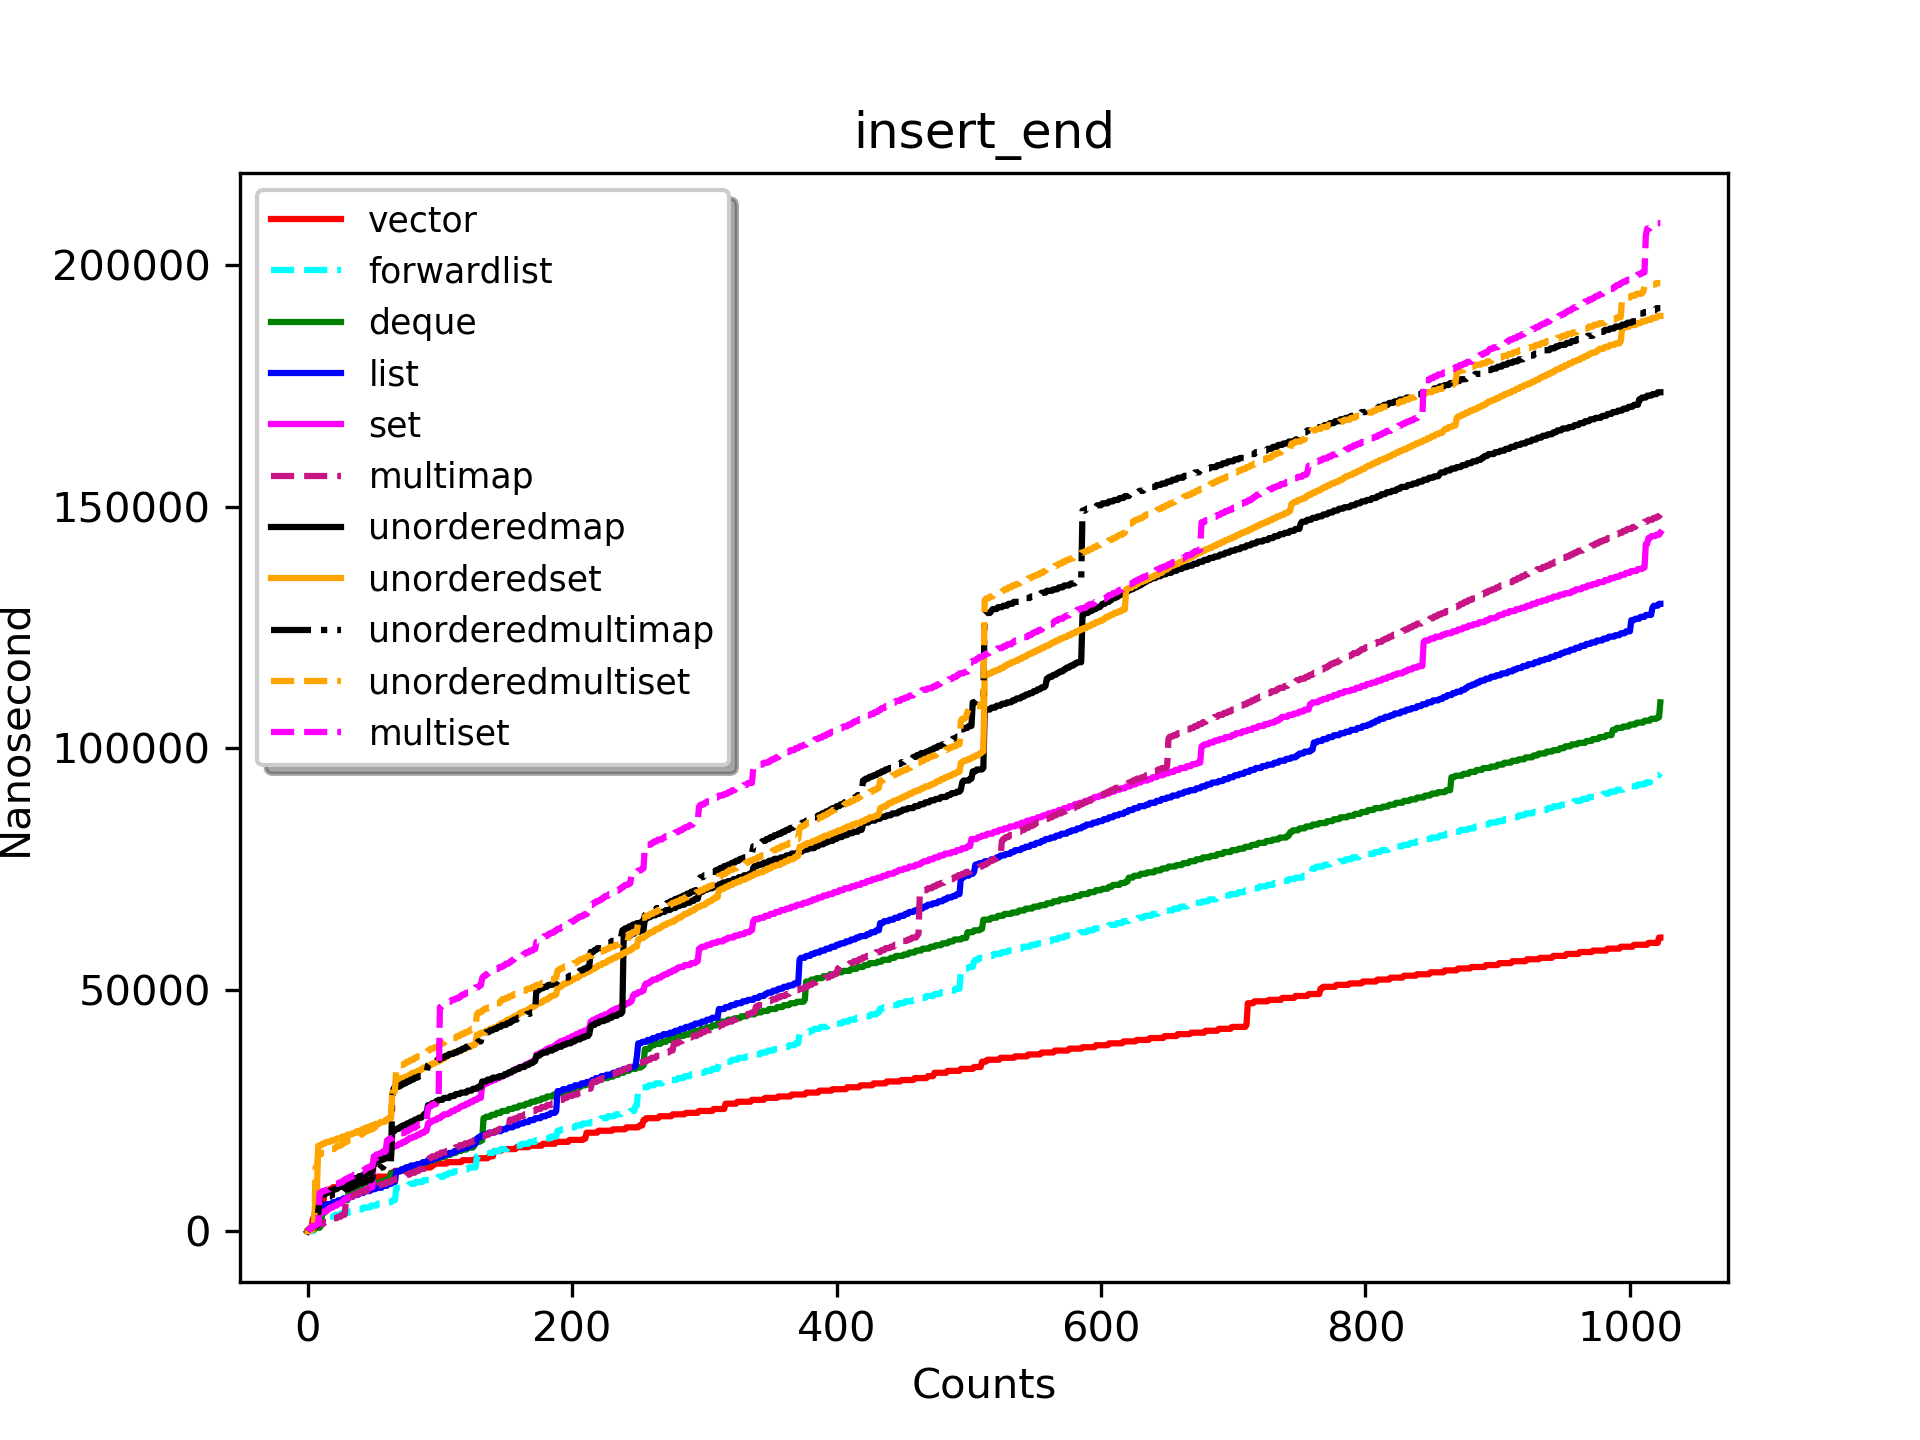 insert_end
vector
forwardlist
deque
list
set
multimap
unorderedmap
unorderedset
unorderedmultimap
unorderedmultiset
multiset
200000
150000
100000
50000
0
Nanosecond
0 200 400 600 800 1000
Counts